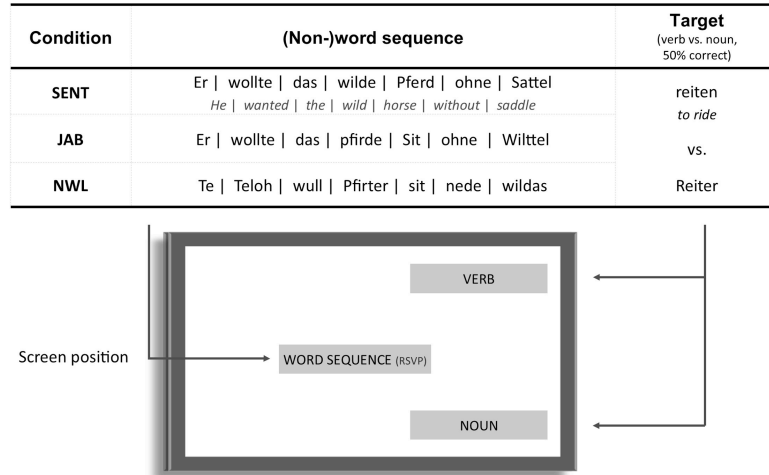 Condition (Non-)word sequence Target
(verb vs. noun,
50% correct)
SENT Er | wollte | das | wilde | Pferd | ohne | Sattel
He | wanted | the | wild | horse | without | saddle
reiten
to ride
JAB Er | wollte | das | pfirde | Sit | ohne | Wilttel
vs.
NWL Te | Teloh | wull | Pfirter | sit | nede | wildas
Reiter
VERB
Screen position
WORD SEQUENCE (RSVP)
NOUN